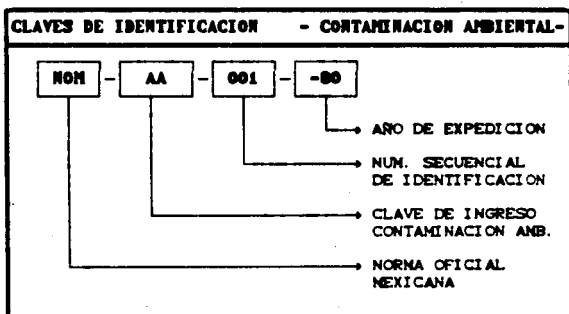 CLAVES DE IDENTIFICACION - CONTAMINACION AMBIENTAL-
NOM - AA - 001 - -80
AÑO DE EXPEDICION
NUM. SECUENCIAL
DE IDENTIFICACION
CLAVE DE INGRESO
CONTAMINACION AMB.
NORMA OFICIAL
MEXICANA